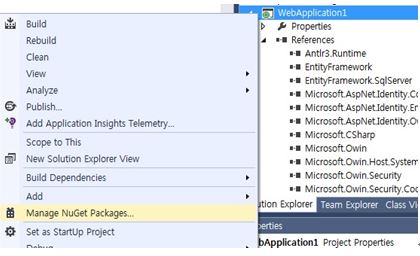 Build
Rebuild
Clean
View
Analyze
Publish...
Add Application Insights Telemetry...
Scope to This
New Solution Explorer View
Build Dependencies
Add
Manage NuGet Packages...
Set as StartUp Project
Debug
WebApplication1
Properties
References
Antlr3.Runtime
EntityFramework
EntityFramework.SqlServer
Microsoft.AspNet.Identity.Co
Microsoft.AspNet.Identity.En
Microsoft.AspNet.Identity.Ow
Microsoft.CSharp
Microsoft.Owin
Microsoft.Owin.Host.System
Microsoft.Owin.Security
Microsoft.Owin.Security.Coo
ution Explorer Team Explorer Class View
perties
bApplication1 Project Properties